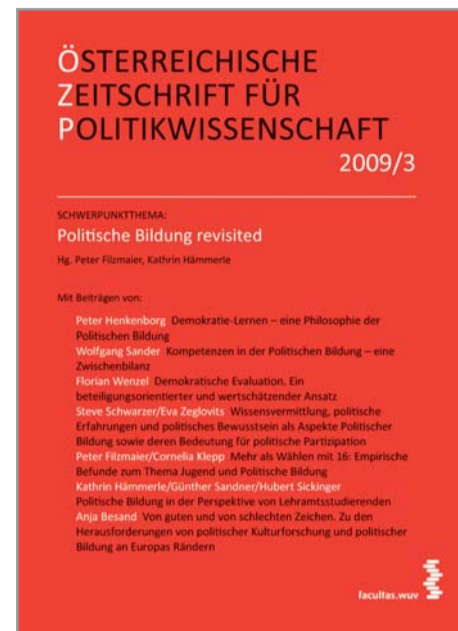 ÖSTERREICHISCHE
ZEITSCHRIFT FÜR
POLITIKWISSENSCHAFT
2009/3
SCHWERPUNKTTHEMA:
Politische Bildung revisited
Hg. Peter Filzmaier, Kathrin Hämmerle
Mit Beiträgen von:
Peter Henkenborg Demokratie-Lernen – eine Philosophie der
Politischen Bildung
Wolfgang Sander Kompetenzen in der Politischen Bildung – eine
Zwischenbilanz
Florian Wenzel Demokratische Evaluation. Ein
beteiligungsorientierter und wertschätzender Ansatz
Steve Schwarzer/Eva Zeglovits Wissensvermittlung, politische
Erfahrungen und politisches Bewusstsein als Aspekte Politischer
Bildung sowie deren Bedeutung für politische Partizipation
Peter Filzmaier/Cornelia Klepp Mehr als Wählen mit 16: Empirische
Befunde zum Thema Jugend und Politische Bildung
Kathrin Hämmerle/Günther Sandner/Hubert Sickinger
Politische Bildung in der Perspektive von Lehramtsstudierenden
Anja Besand Von guten und von schlechten Zeichen. Zu den
Herausforderungen von politischer Kulturforschung und politischer
Bildung an Europas Rändern
facultas.wuv